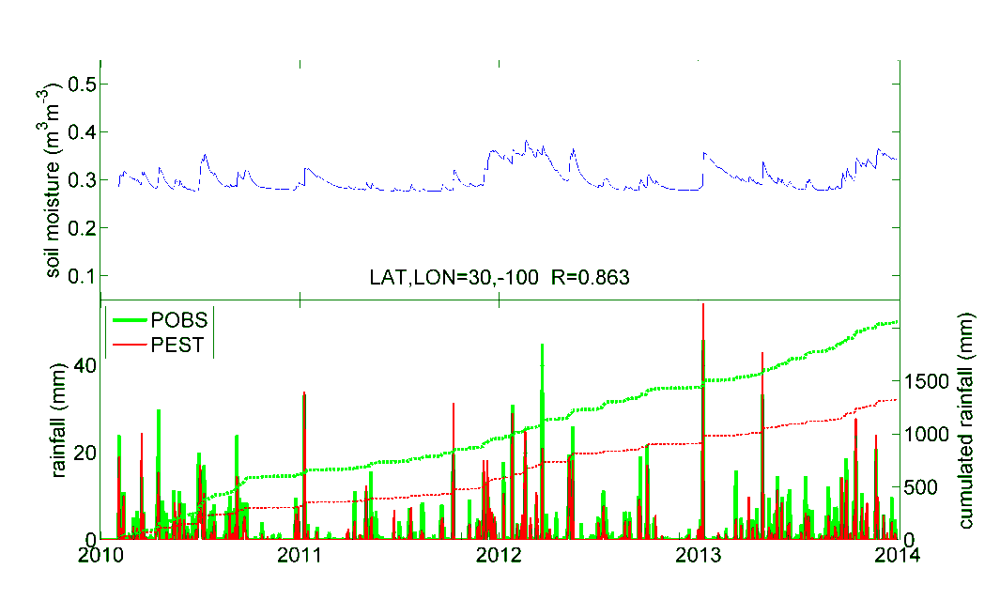 soil moisture (m³m⁻³)
0.5
0.4
0.3
0.2
0.1
LAT,LON=30,-100 R=0.863
POBS
PEST
rainfall (mm)
40
20
0
cumulated rainfall (mm)
1500
1000
500
0
2010 2011 2012 2013 2014